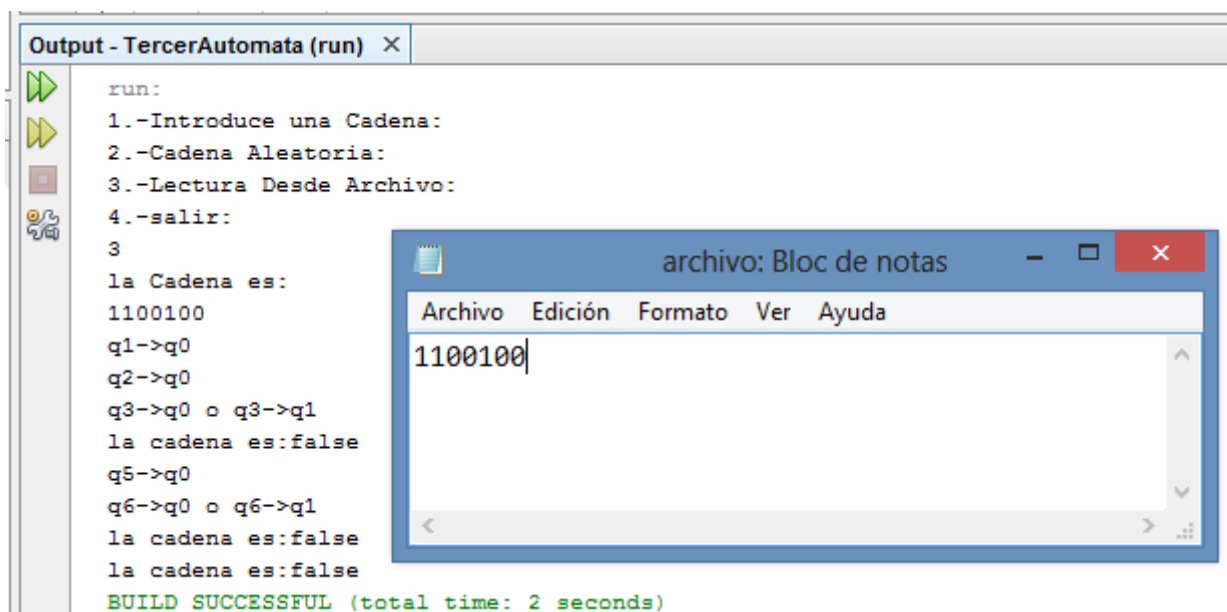 Output - TercerAutomata (run) ×
run:
1.-Introduce una Cadena:
2.-Cadena Aleatoria:
3.-Lectura Desde Archivo:
4.-salir:
3
la Cadena es:
1100100
q1->q0
q2->q0
q3->q0 o q3->q1
la cadena es:false
q5->q0
q6->q0 o q6->q1
la cadena es:false
la cadena es:false
BUILD SUCCESSFUL (total time: 2 seconds)
archivo: Bloc de notas
Archivo Edición Formato Ver Ayuda
1100100